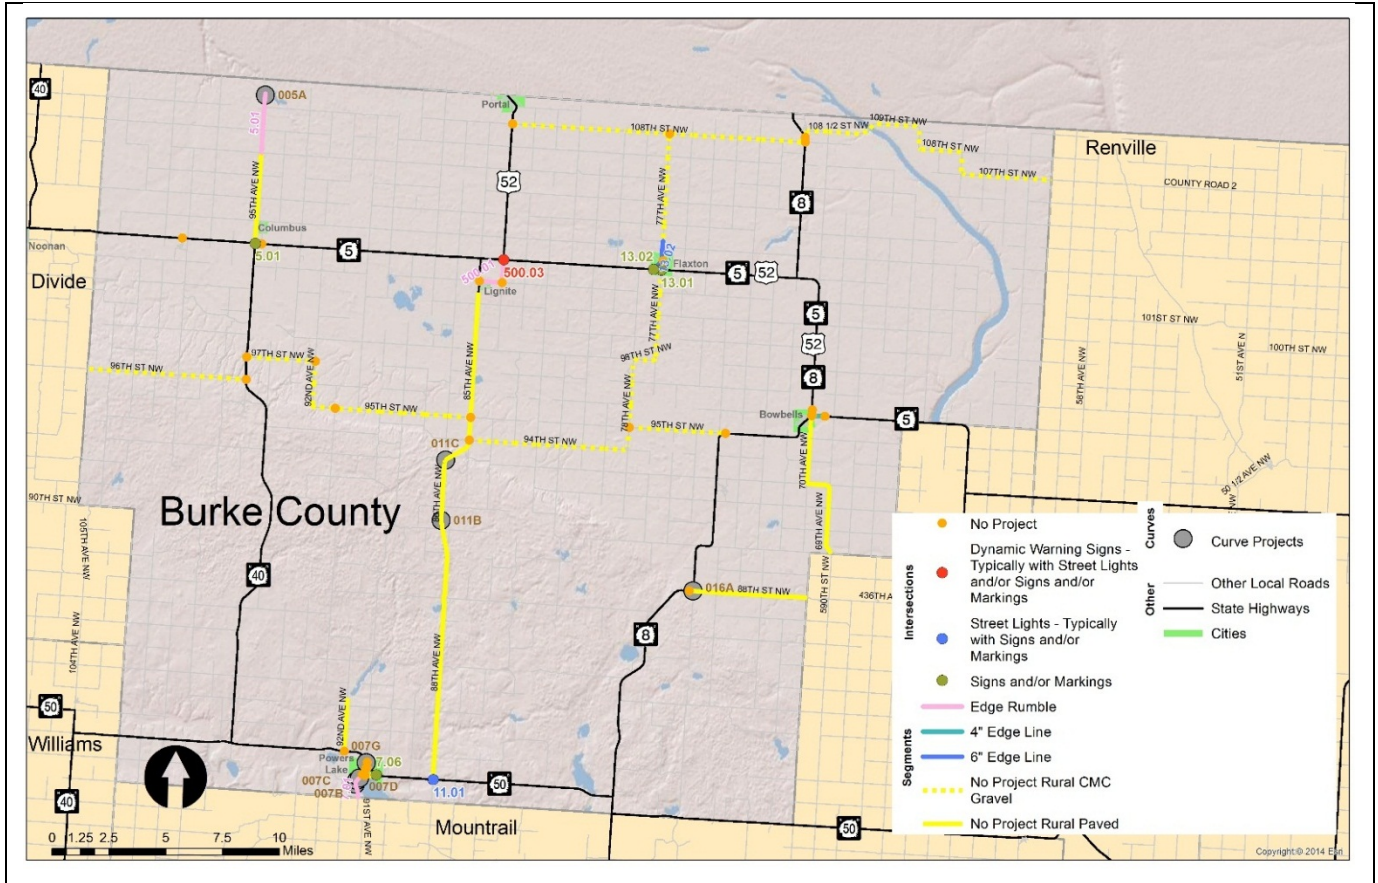 40
005A
5.01
Portal
108TH ST NW
108 1/2 ST NW
109TH ST NW
108TH ST NW
107TH ST NW
Renville
COUNTY ROAD 2
52
8
95TH AVE NW
77TH AVE NW
Columbus
5.01
Noonan
5
500.03
500.01
Lignite
13.02
13.02
Flaxton
13.01
5
52
Divide
5
52
8
101ST ST NW
51ST AVE N
100TH ST NW
58TH AVE NW
77TH AVE NW
98TH ST NW
97TH ST NW
96TH ST NW
92ND AVE NW
95TH ST NW
85TH AVE NW
78TH AVE NW
95TH ST NW
94TH ST NW
Bowbells
5
011C
011B
70TH AVE NW
69TH AVE NW
50 1/2 AVE NW
90TH ST NW
105TH AVE NW
Burke County
40
88TH AVE NW
016A
88TH ST NW
590TH ST NW
436TH A
8
104TH AVE NW
50
Williams
92ND AVE NW
007G
Powers
Lake
7.06
007C
007D
007B
91ST AVE NW
11.01
50
40
Mountrail
50
0 1.25 2.5 5 7.5 10
Miles
Intersections
No Project
Dynamic Warning Signs -
Typically with Street Lights
and/or Signs and/or
Markings
Street Lights - Typically
with Signs and/or
Markings
Signs and/or Markings
Segments
Edge Rumble
4" Edge Line
6" Edge Line
No Project Rural CMC
Gravel
No Project Rural Paved
Curves
Curve Projects
Other
Other Local Roads
State Highways
Cities
Copyright:© 2014 Esri